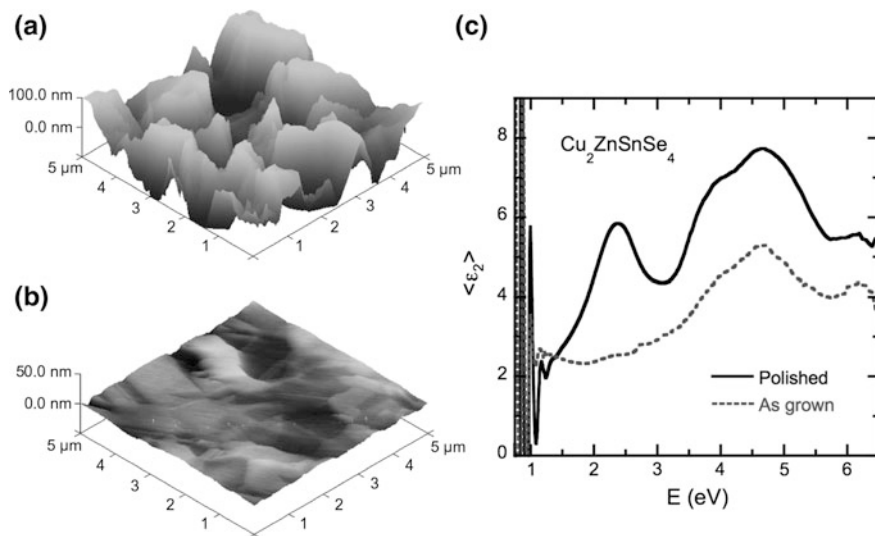 (a)
100.0 nm
0.0 nm
5 μm
4
3
2
1
1
2
3
4
5 μm
(b)
50.0 nm
0.0 nm
5 μm
4
3
2
1
1
2
3
4
5 μm
(c)
Cu₂ZnSnSe₄
<ε₂>
8
6
4
2
0
Polished
As grown
1 2 3 4 5 6
E (eV)